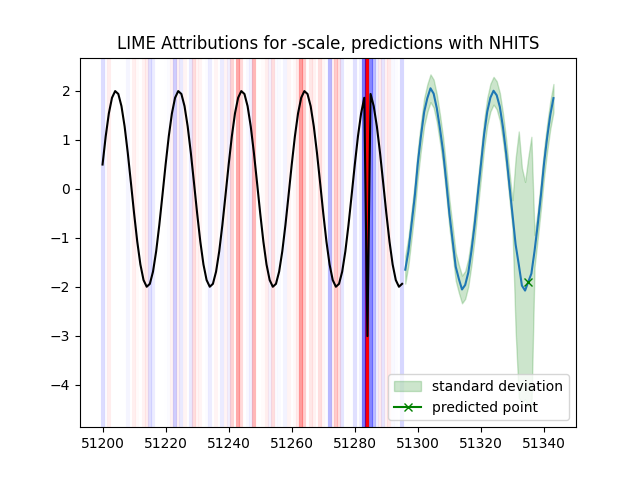 LIME Attributions for -scale, predictions with NHITS
2
1
0
−1
−2
−3
−4
standard deviation
predicted point
51200 51220 51240 51260 51280 51300 51320 51340